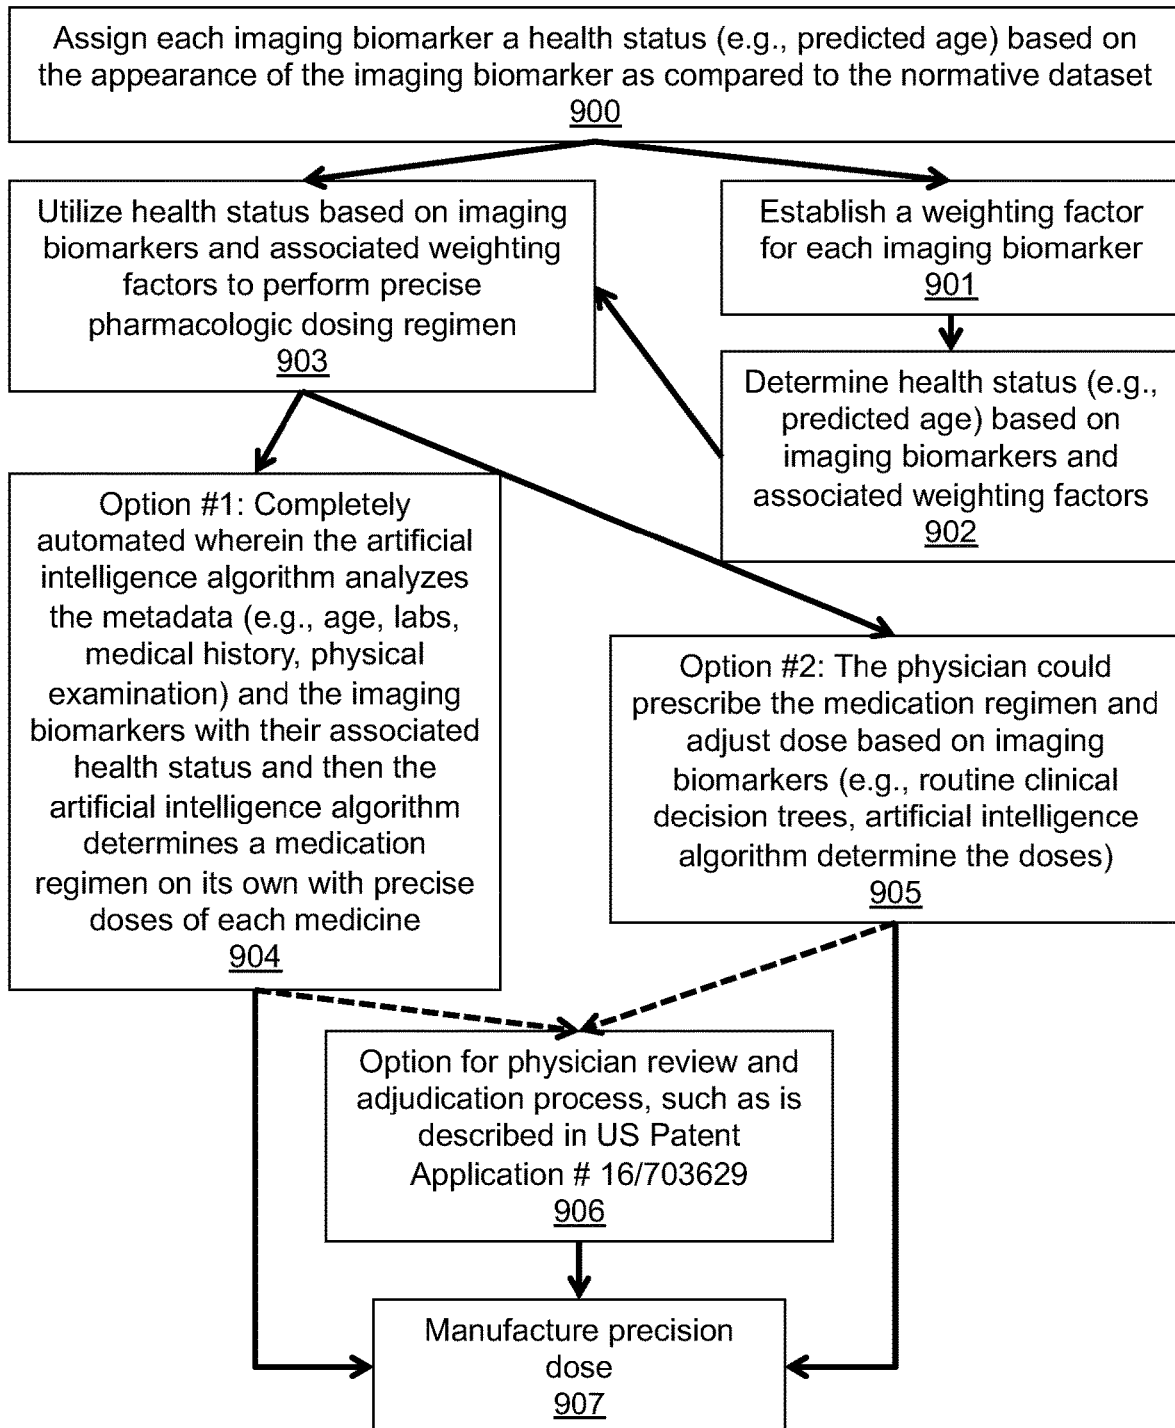 Assign each imaging biomarker a health status (e.g., predicted age) based on
the appearance of the imaging biomarker as compared to the normative dataset
900
Utilize health status based on imaging
biomarkers and associated weighting
factors to perform precise
pharmacologic dosing regimen
903
Establish a weighting factor
for each imaging biomarker
901
Determine health status (e.g.,
predicted age) based on
imaging biomarkers and
associated weighting factors
902
Option #1: Completely
automated wherein the artificial
intelligence algorithm analyzes
the metadata (e.g., age, labs,
medical history, physical
examination) and the imaging
biomarkers with their associated
health status and then the
artificial intelligence algorithm
determines a medication
regimen on its own with precise
doses of each medicine
904
Option #2: The physician could
prescribe the medication regimen and
adjust dose based on imaging
biomarkers (e.g., routine clinical
decision trees, artificial intelligence
algorithm determine the doses)
905
Option for physician review and
adjudication process, such as is
described in US Patent
Application # 16/703629
906
Manufacture precision
dose
907